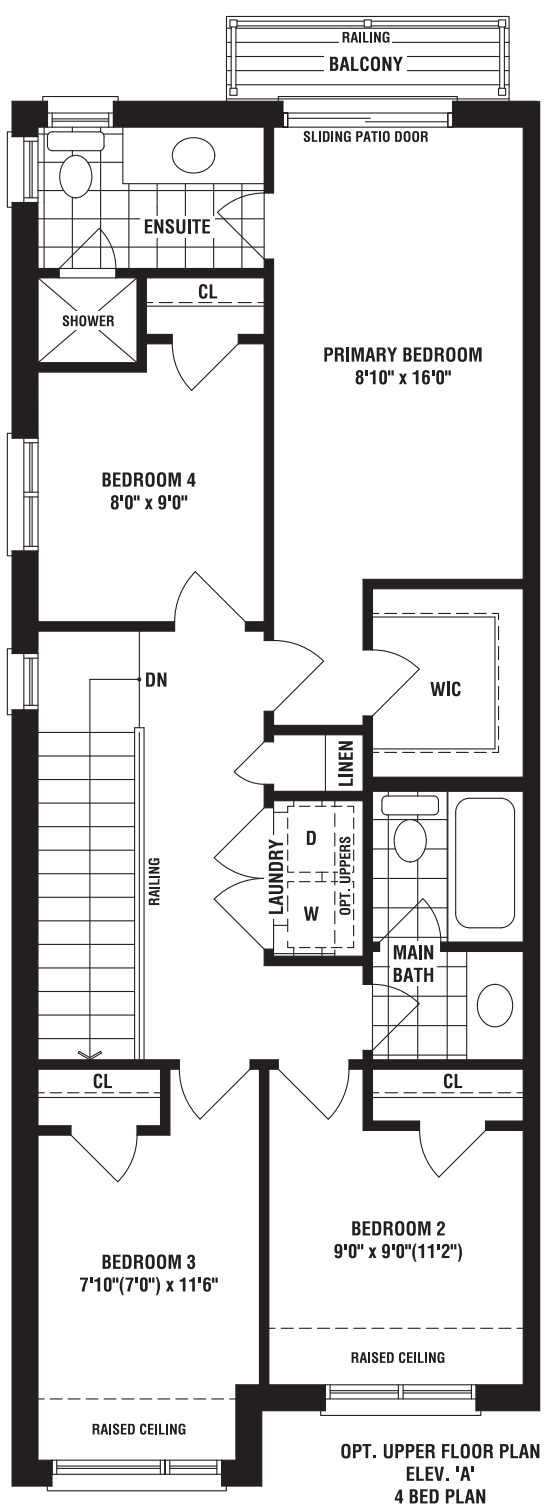 RAILING
BALCONY
SLIDING PATIO DOOR
ENSUITE
CL
SHOWER
PRIMARY BEDROOM
8'10" x 16'0"
BEDROOM 4
8'0" x 9'0"
DN
WIC
LINEN
LAUNDRY
D
W
OPT. UPPERS
RAILING
MAIN
BATH
CL
CL
BEDROOM 2
9'0" x 9'0"(11'2")
BEDROOM 3
7'10"(7'0") x 11'6"
RAISED CEILING
RAISED CEILING
OPT. UPPER FLOOR PLAN
ELEV. 'A'
4 BED PLAN